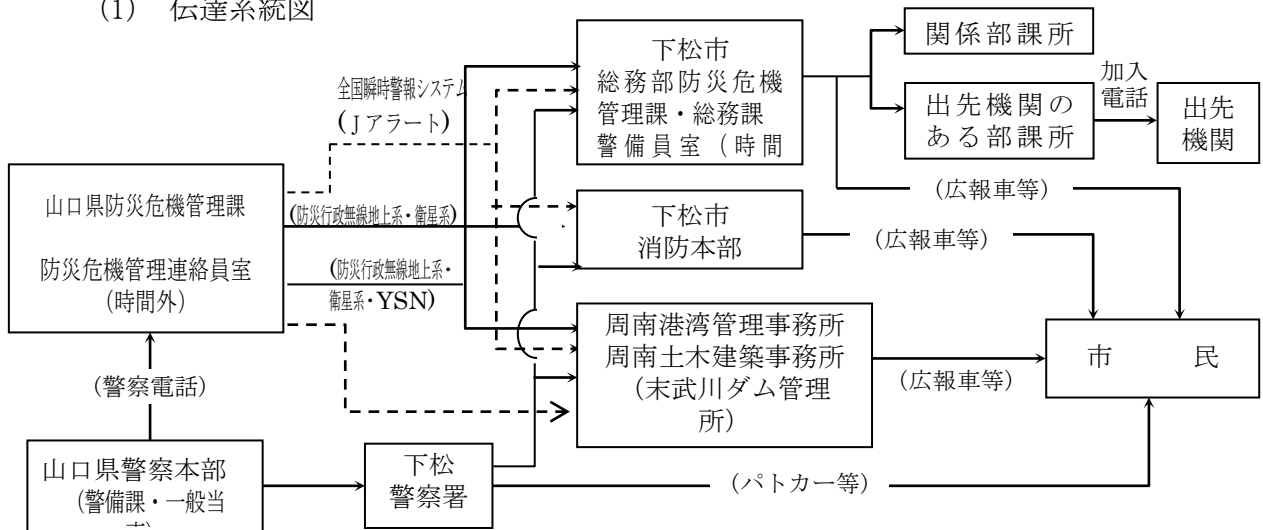 (1) 伝達系統図
下松市
総務部防災危機
管理課・総務課
警備員室（時間
関係部課所
出先機関の
ある部課所
加入
電話
出先
機関
全国瞬時警報システム
(Jアラート)
山口県防災危機管理課
防災危機管理連絡員室
(時間外)
(防災行政無線地上系・衛星系)
(防災行政無線地上系・
衛星系・YSN)
下松市
消防本部
(広報車等)
(広報車等)
周南港湾管理事務所
周南土木建築事務所
(末武川ダム管理
所)
(広報車等)
市　　民
(警察電話)
山口県警察本部
(警備課・一般当
下松
警察署
(パトカー等)